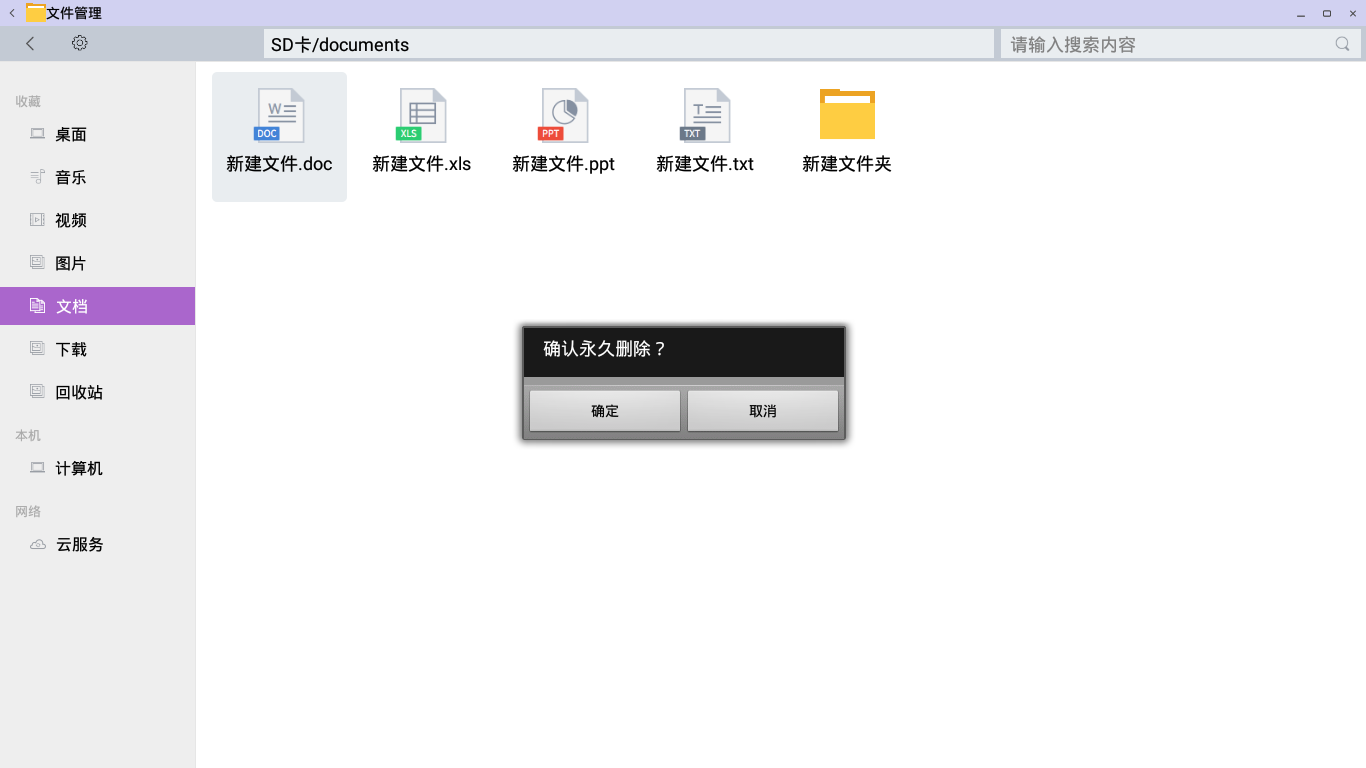 文件管理
SD卡/documents
请输入搜索内容
收藏
桌面
音乐
视频
图片
文档
下载
回收站
本机
计算机
网络
云服务
W
DOC
新建文件.doc
XLS
新建文件.xls
PPT
新建文件.ppt
T
TXT
新建文件.txt
新建文件夹
确认永久删除？
确定
取消